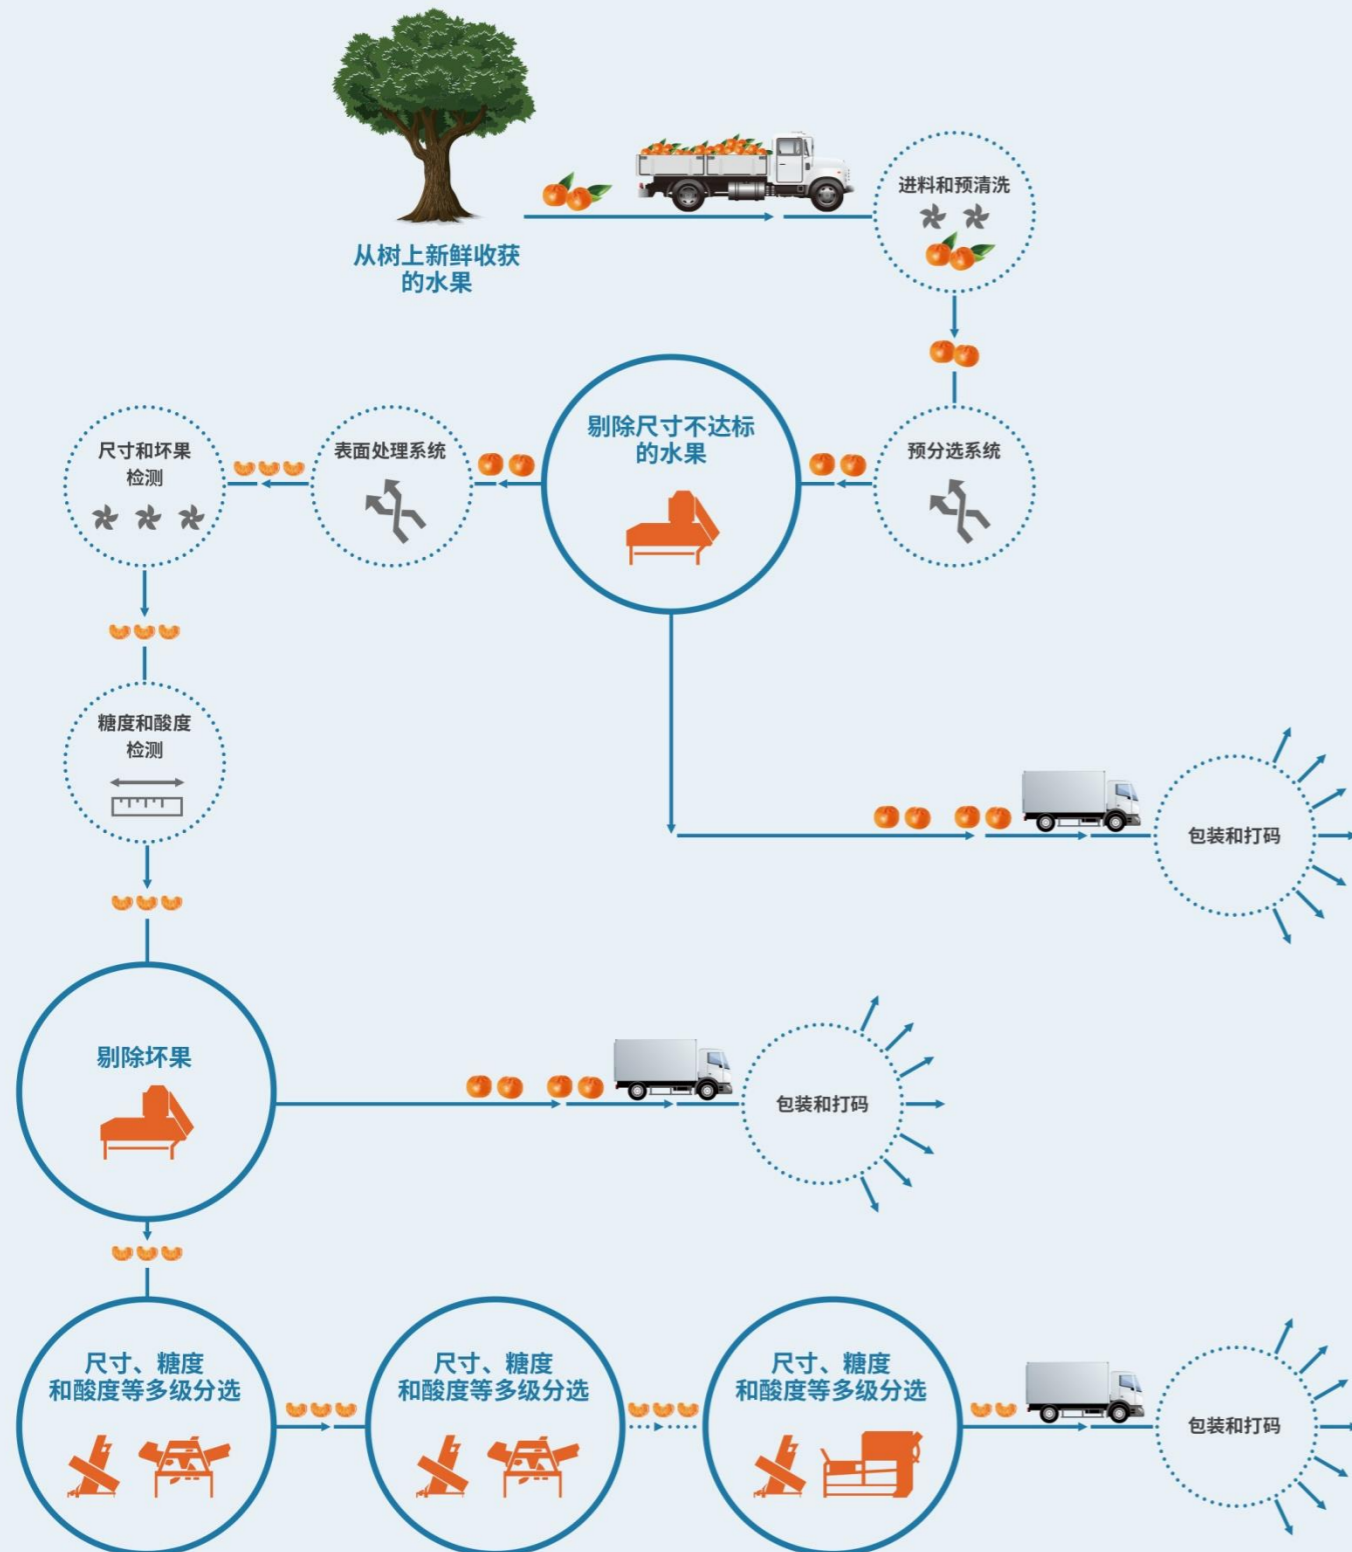 从树上新鲜收获
的水果
进料和预清洗
预分选系统
剔除尺寸不达标
的水果
表面处理系统
尺寸和坏果
检测
糖度和酸度
检测
包装和打码
剔除坏果
包装和打码
尺寸、糖度
和酸度等多级分选
尺寸、糖度
和酸度等多级分选
尺寸、糖度
和酸度等多级分选
包装和打码